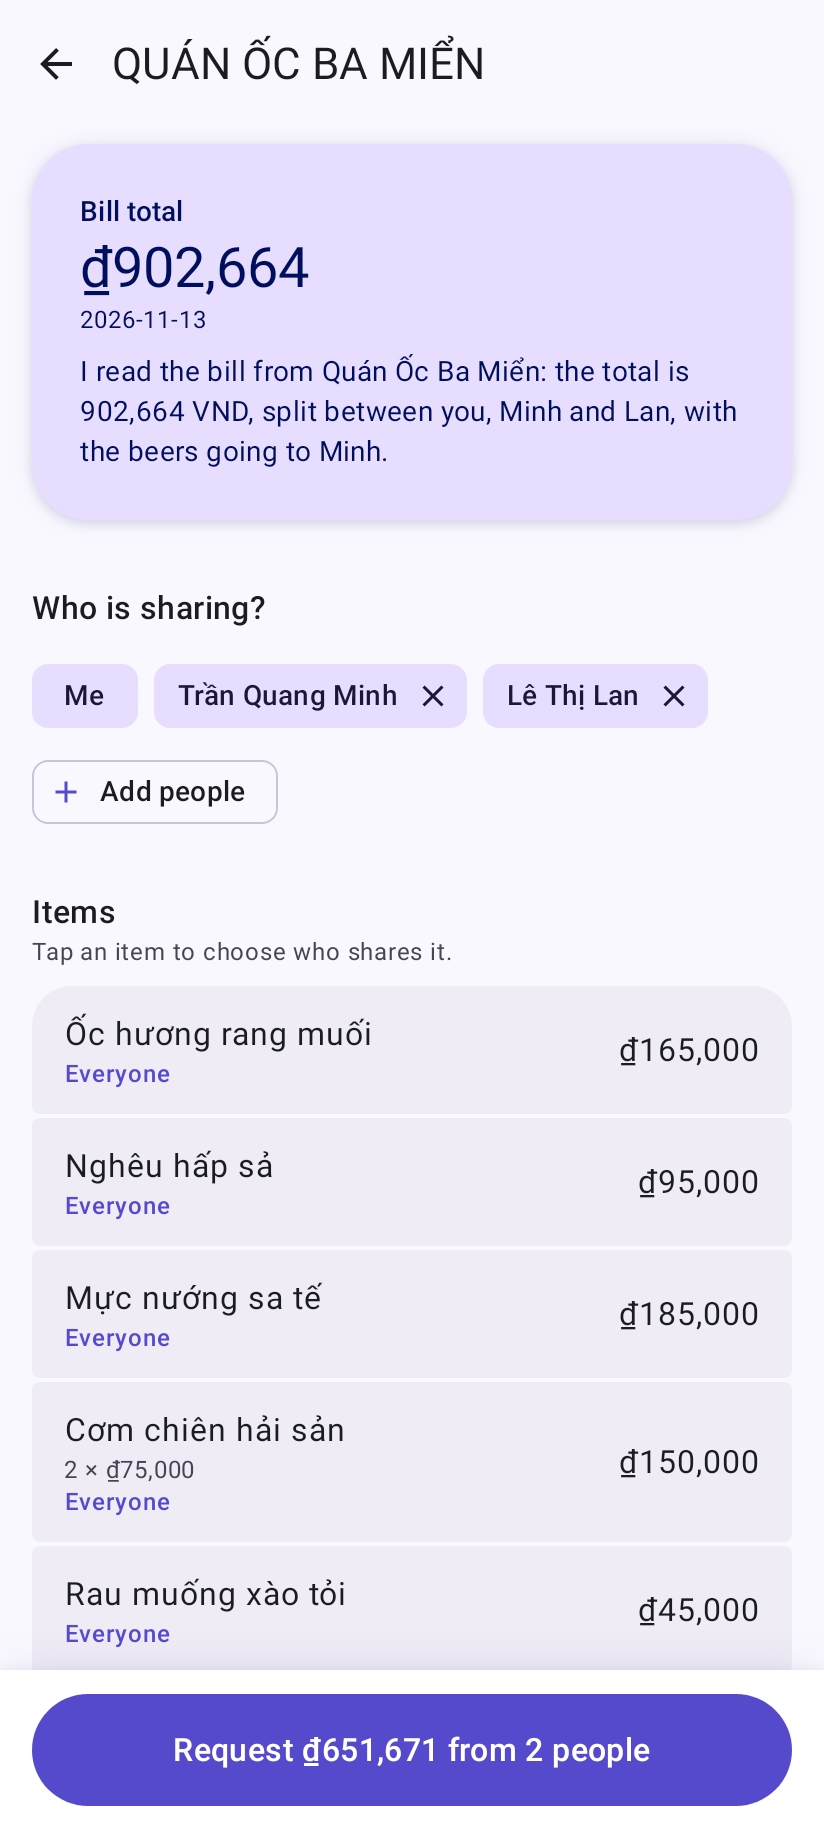 QUÁN ỐC BA MIỂN
Bill total
₫902,664
2026-11-13
I read the bill from Quán Ốc Ba Miển: the total is
902,664 VND, split between you, Minh and Lan, with
the beers going to Minh.
Who is sharing?
Me
Trần Quang Minh
Lê Thị Lan
Add people
Items
Tap an item to choose who shares it.
Ốc hương rang muối
₫165,000
Everyone
Nghêu hấp sả
₫95,000
Everyone
Mực nướng sa tế
₫185,000
Everyone
Cơm chiên hải sản
2 × ₫75,000
₫150,000
Everyone
Rau muống xào tỏi
₫45,000
Everyone
Request ₫651,671 from 2 people